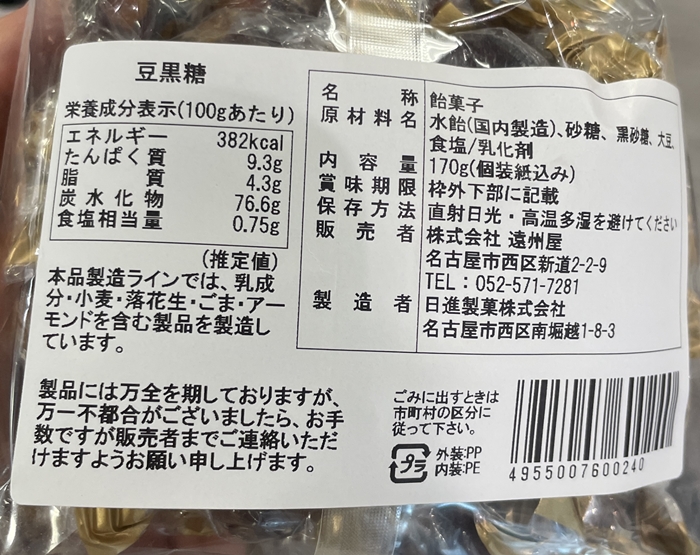 豆黒糖
栄養成分表示(100gあたり)
エネルギー 382kcal
たんぱく質 9.3g
脂質 4.3g
炭水化物 76.6g
食塩相当量 0.75g
(推定値)
本品製造ラインでは、乳成
分・小麦・落花生・ごま・アー
モンドを含む製品を製造し
ています。
名称 飴菓子
原材料名 水飴(国内製造)、砂糖、黒砂糖、大豆、
食塩/乳化剤
内容量 170g(個装紙込み)
賞味期限 枠外下部に記載
保存方法 直射日光・高温多湿を避けてください
販売者 株式会社 遠州屋
名古屋市西区新道2-2-9
TEL:052-571-7281
製造者 日進製菓株式会社
名古屋市西区南堀越1-8-3
製品には万全を期しておりますが、
万一不都合がございましたら、お手
数ですが販売者までご連絡いただ
けますようお願い申し上げます。
ごみに出すときは
市町村の区分に
従って下さい。
プラ
外装:PP
内装:PE
4955007600240